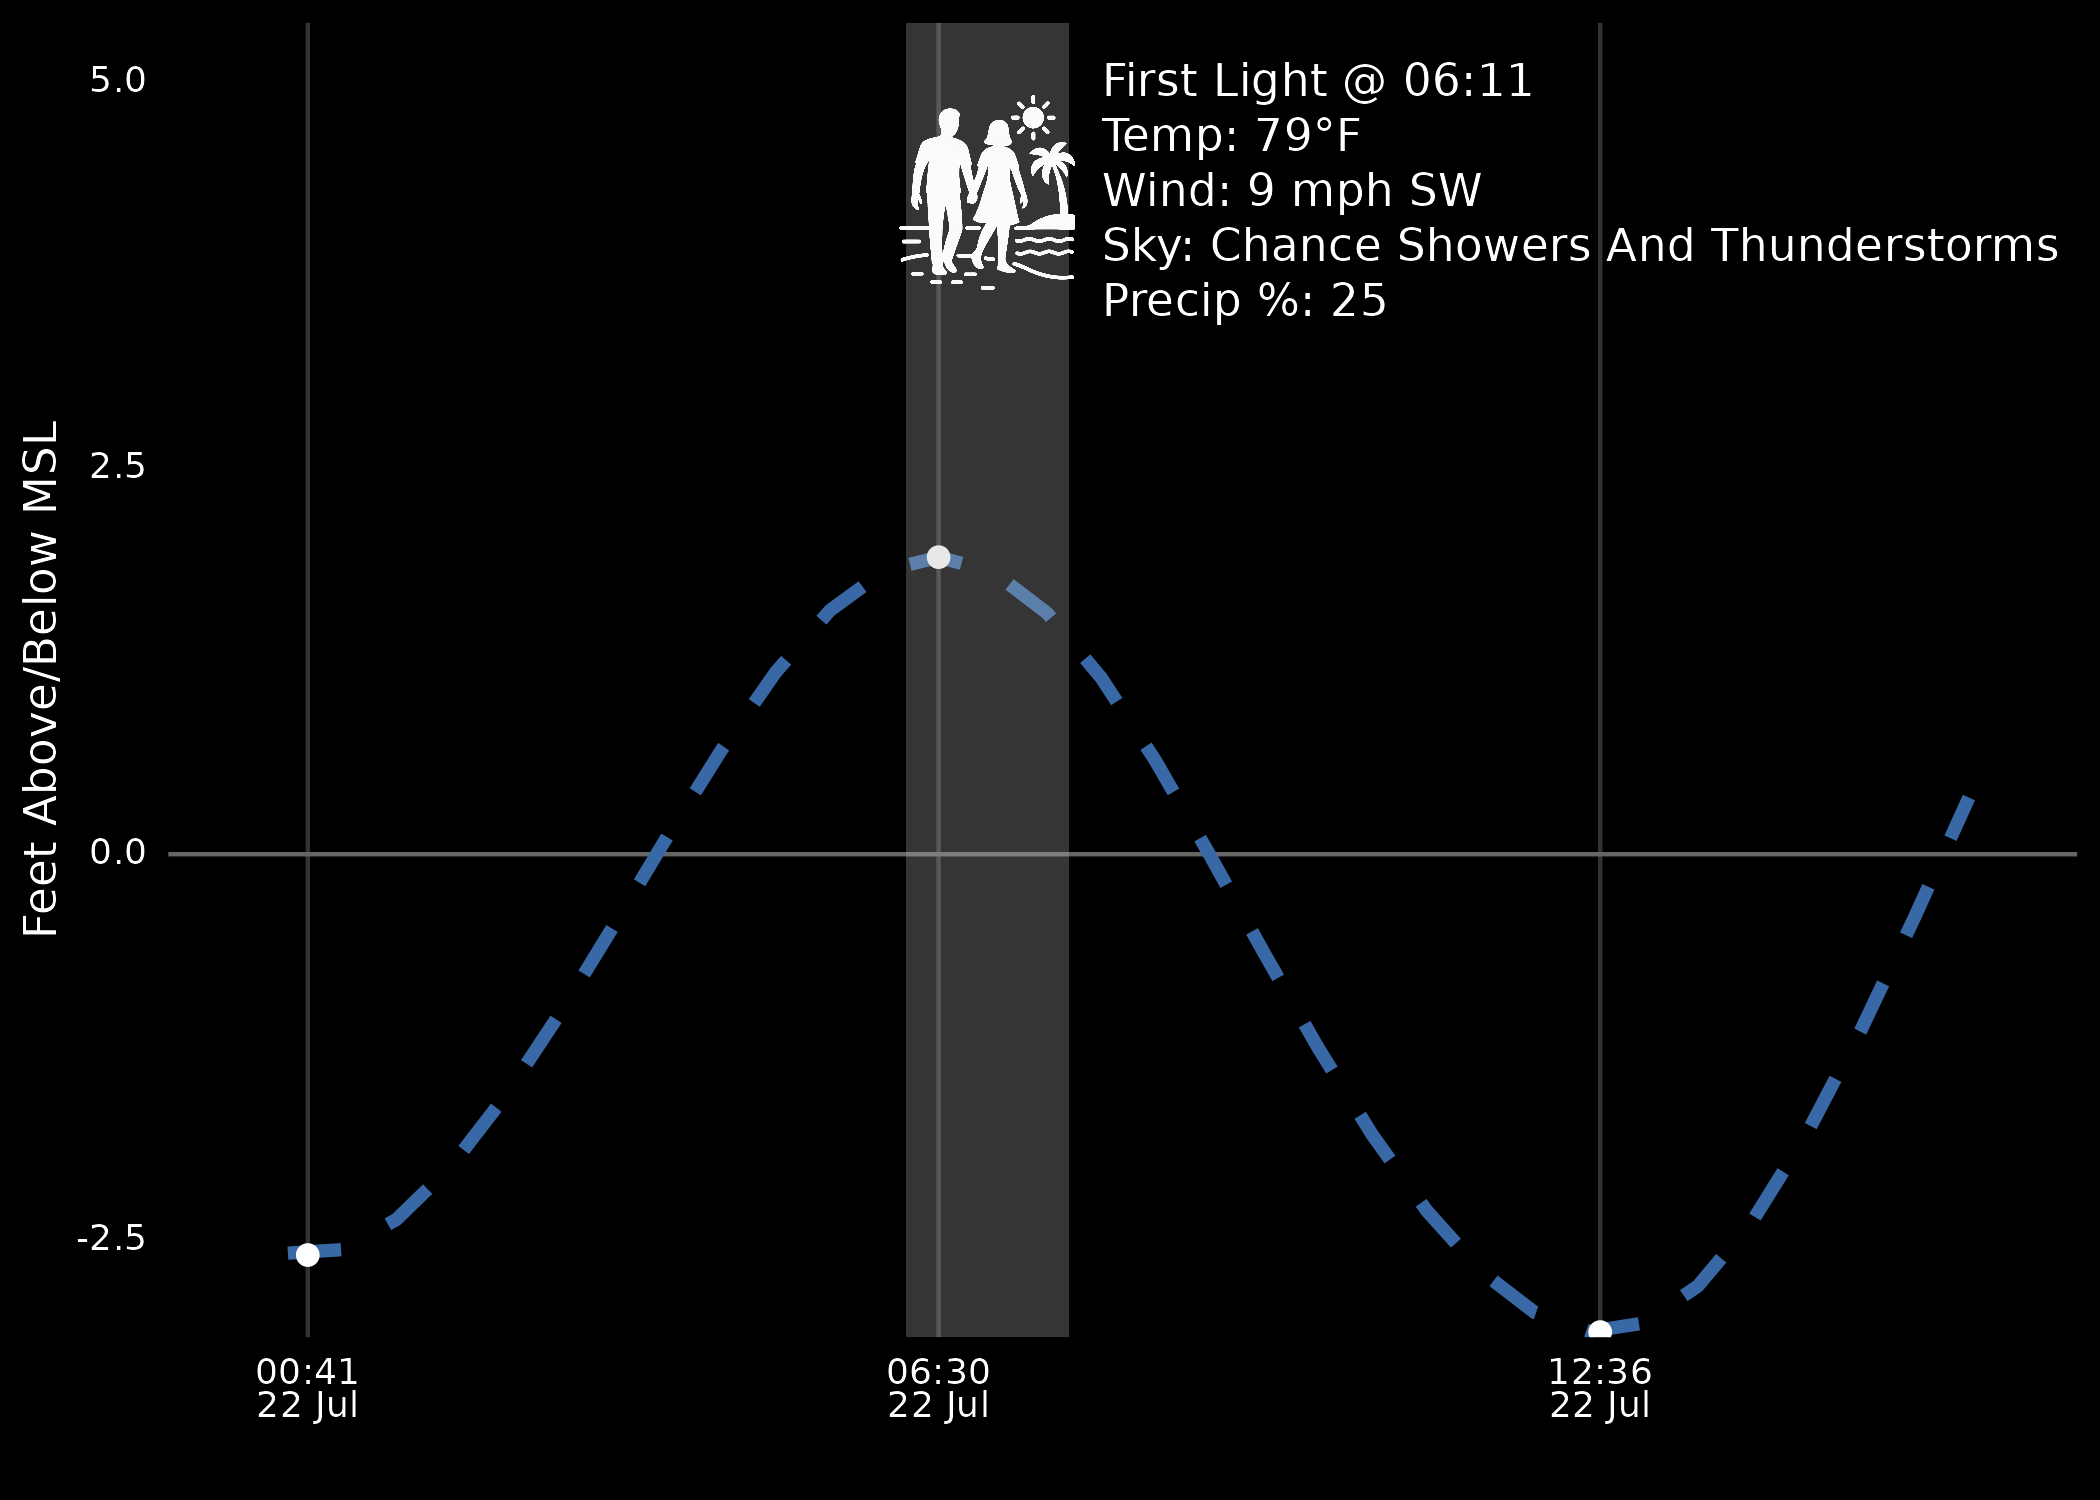 First Light @ 06:11
Temp: 79°F
Wind: 9 mph SW
Sky: Chance Showers And Thunderstorms
Precip %: 25
Feet Above/Below MSL
5.0
2.5
0.0
-2.5
00:41
22 Jul
06:30
22 Jul
12:36
22 Jul